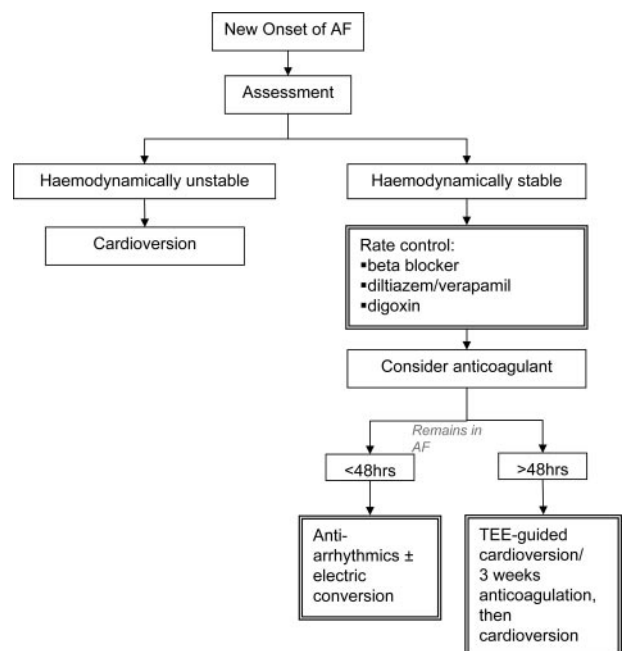 New Onset of AF
Assessment
Haemodynamically unstable
Haemodynamically stable
Cardioversion
Rate control:
▪beta blocker
▪diltiazem/verapamil
▪digoxin
Consider anticoagulant
Remains in
AF
<48hrs
>48hrs
Anti-
arrhythmics ±
electric
conversion
TEE-guided
cardioversion/
3 weeks
anticoagulation,
then
cardioversion